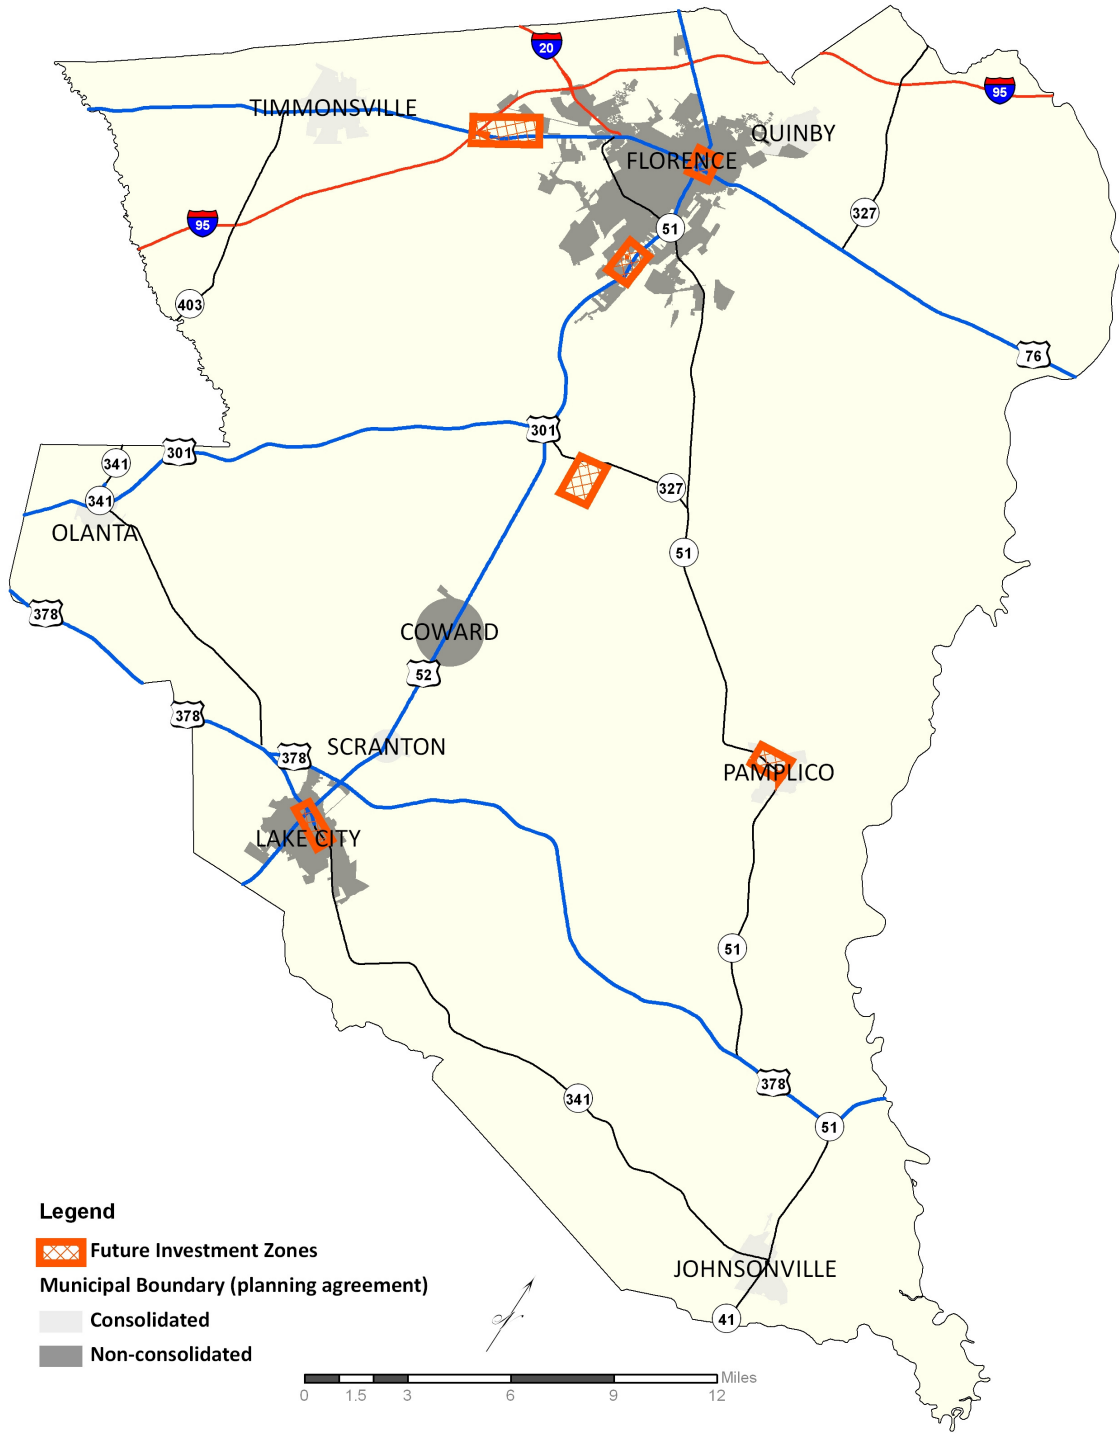 20
95
TIMMONSVILLE
QUINBY
FLORENCE
327
51
95
403
76
301
301
341
327
341
OLANTA
51
378
COWARD
52
378
SCRANTON
378
PAMPLICO
LAKE CITY
51
378
341
51
JOHNSONVILLE
41
Legend
Future Investment Zones
Municipal Boundary (planning agreement)
Consolidated
Non-consolidated
N
Miles
0 1.5 3 6 9 12